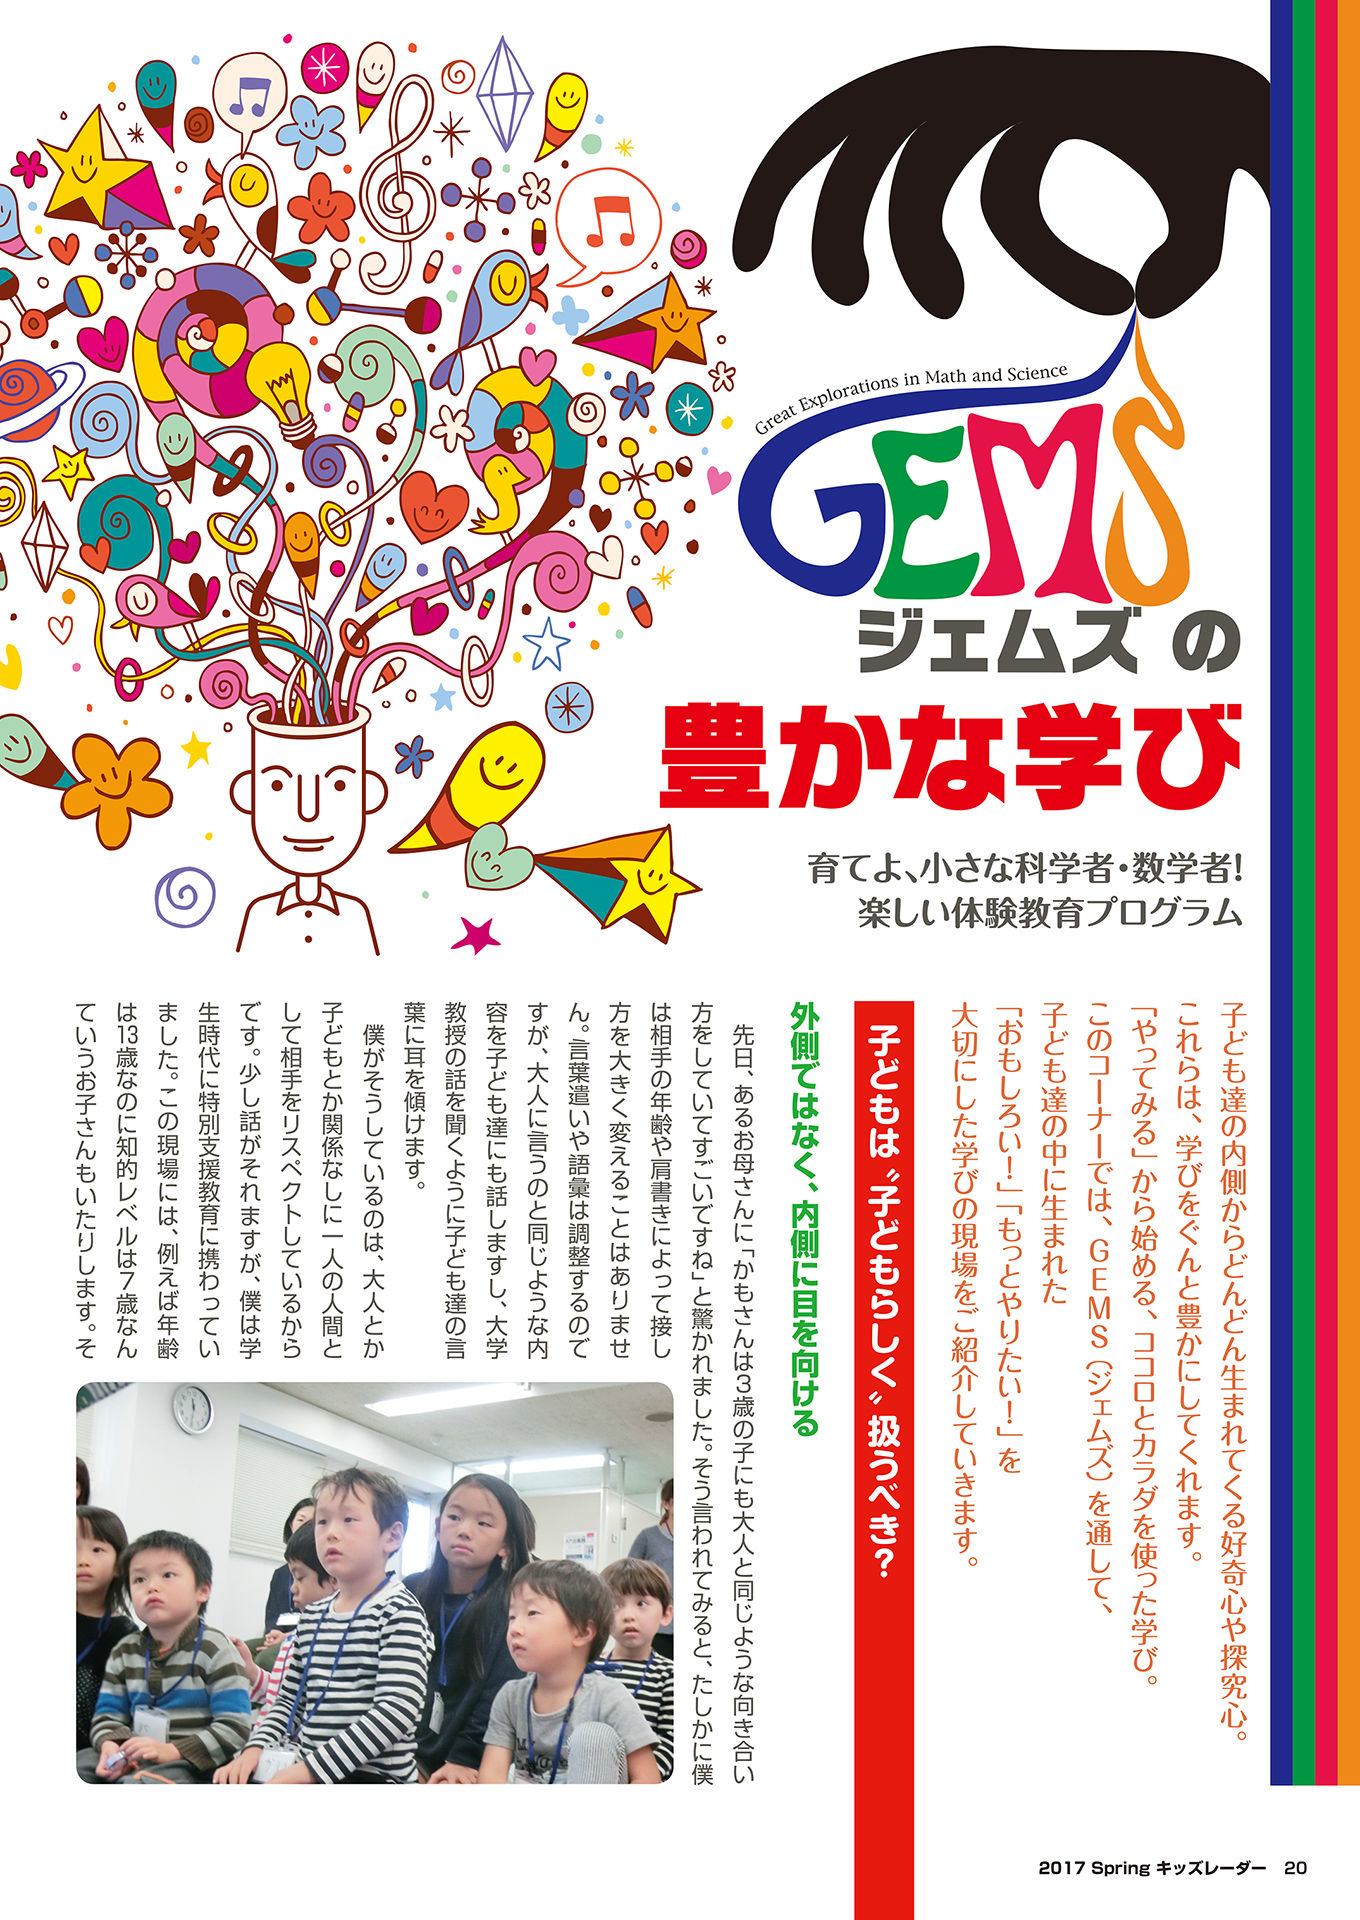 Great Explorations in Math and Science
GEMS
ジェムズ の
豊かな学び
育てよ、小さな科学者・数学者!
楽しい体験教育プログラム
子ども達の内側からどんどん生まれてくる好奇心や探究心。
これらは、学びをぐんと豊かにしてくれます。
「やってみる」から始める、ココロとカラダを使った学び。
このコーナーでは、GEMS(ジェムズ)を通して、
子ども達の中に生まれた
「おもしろい!」「もっとやりたい!」を
大切にした学びの現場をご紹介していきます。
子どもは〝子どもらしく〟扱うべき?
外側ではなく、内側に目を向ける
先日、あるお母さんに「かもさんは3歳の子にも大人と同じような向き合い
方をしていてすごいですね」と驚かれました。そう言われてみると、たしかに僕
は相手の年齢や肩書きによって接し
方を大きく変えることはありませ
ん。言葉遣いや語彙は調整するので
すが、大人に言うのと同じような内
容を子ども達にも話しますし、大学
教授の話を聞くように子ども達の言
葉に耳を傾けます。
僕がそうしているのは、大人とか
子どもとか関係なしに一人の人間と
して相手をリスペクトしているから
です。少し話がそれますが、僕は学
生時代に特別支援教育に携わってい
ました。この現場には、例えば年齢
は13歳なのに知的レベルは7歳なん
ていうお子さんもいたりします。そ
2017 Spring キッズレーダー 20